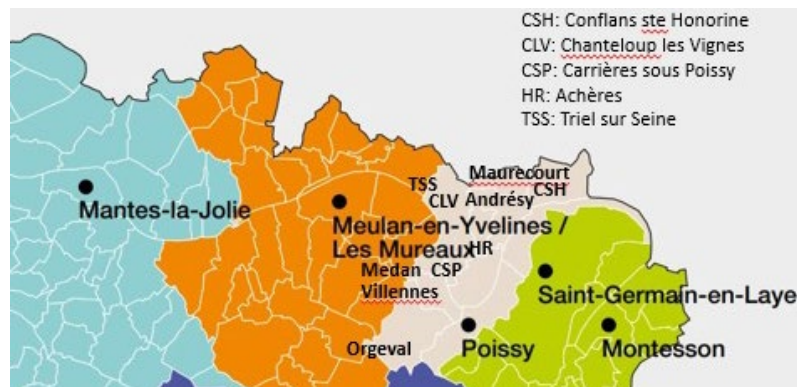 CSH: Conflans ste Honorine
CLV: Chanteloup les Vignes
CSP: Carrières sous Poissy
HR: Achères
TSS: Triel sur Seine
Maurecourt
TSS
CSH
CLV Andrésy
Mantes-la-Jolie
Meulan-en-Yvelines /
Les Mureaux
HR
Medan CSP
Villennes
Saint-Germain-en-Laye
Orgeval
Poissy
Montesson